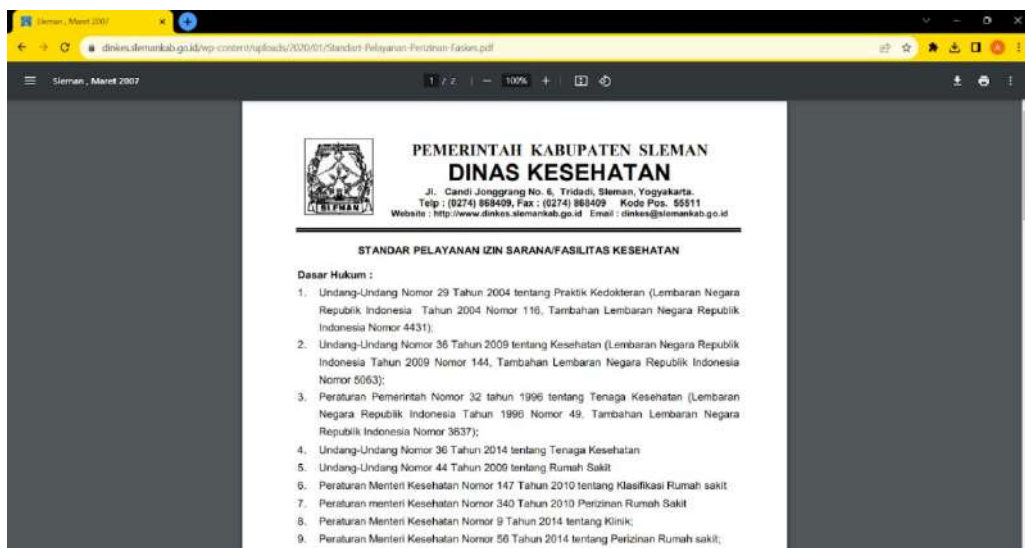 Sleman , Maret 2007
dinkes.slemankab.go.id/wp-content/uploads/2020/01/Standart-Pelayanan-Perizinan-Faskes.pdf
Sleman , Maret 2007
1 / 2
100%
SLEMAN
PEMERINTAH KABUPATEN SLEMAN
DINAS KESEHATAN
Jl. Candi Jonggrang No. 6, Tridadi, Sleman, Yogyakarta.
Telp : (0274) 868409, Fax : (0274) 868409 Kode Pos. 55511
Website : http://www.dinkes.slemankab.go.id Email : dinkes@slemankab.go.id
STANDAR PELAYANAN IZIN SARANA/FASILITAS KESEHATAN
Dasar Hukum :
1. Undang-Undang Nomor 29 Tahun 2004 tentang Praktik Kedokteran (Lembaran Negara
Republik Indonesia Tahun 2004 Nomor 116, Tambahan Lembaran Negara Republik
Indonesia Nomor 4431);
2. Undang-Undang Nomor 36 Tahun 2009 tentang Kesehatan (Lembaran Negara Republik
Indonesia Tahun 2009 Nomor 144, Tambahan Lembaran Negara Republik Indonesia
Nomor 5063);
3. Peraturan Pemerintah Nomor 32 tahun 1996 tentang Tenaga Kesehatan (Lembaran
Negara Republik Indonesia Tahun 1996 Nomor 49, Tambahan Lembaran Negara
Republik Indonesia Nomor 3637);
4. Undang-Undang Nomor 36 Tahun 2014 tentang Tenaga Kesehatan
5. Undang-Undang Nomor 44 Tahun 2009 tentang Rumah Sakit
6. Peraturan Menteri Kesehatan Nomor 147 Tahun 2010 tentang Klasifikasi Rumah sakit
7. Peraturan menteri Kesehatan Nomor 340 Tahun 2010 Perizinan Rumah Sakit
8. Peraturan Menteri Kesehatan Nomor 9 Tahun 2014 tentang Klinik;
9. Peraturan Menteri Kesehatan Nomor 56 Tahun 2014 tentang Perizinan Rumah sakit;